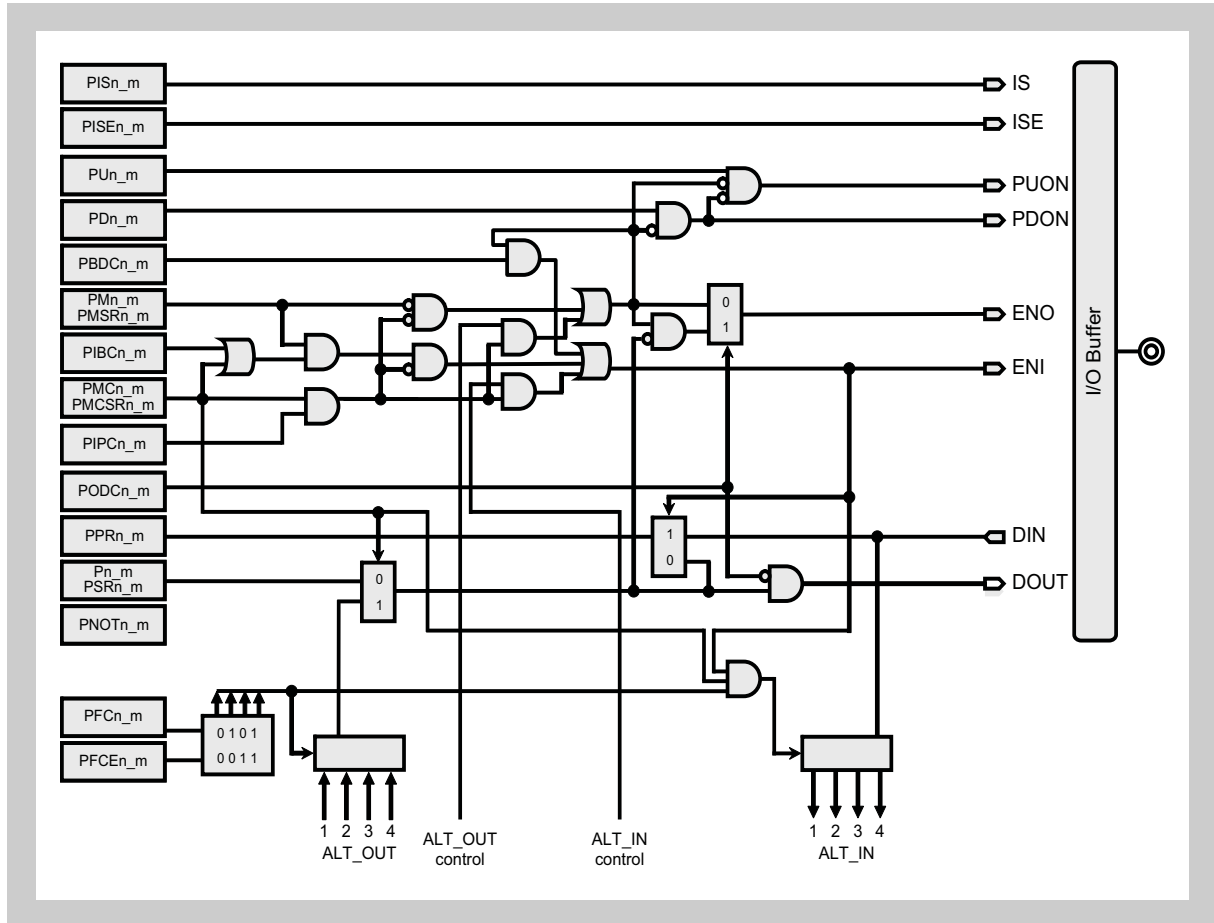 PISn_m
IS
PISEn_m
ISE
PUn_m
PUON
PDn_m
PDON
PBDCn_m
PMn_m
PMSRn_m
0
1
ENO
PIBCn_m
ENI
PMCn_m
PMCSRn_m
PIPCn_m
PODCn_m
PPRn_m
1
0
DIN
Pn_m
PSRn_m
0
1
DOUT
PNOTn_m
I/O Buffer
PFCn_m
PFCEn_m
0 1 0 1
0 0 1 1
1 2 3 4
ALT_OUT
ALT_OUT
control
ALT_IN
control
1 2 3 4
ALT_IN